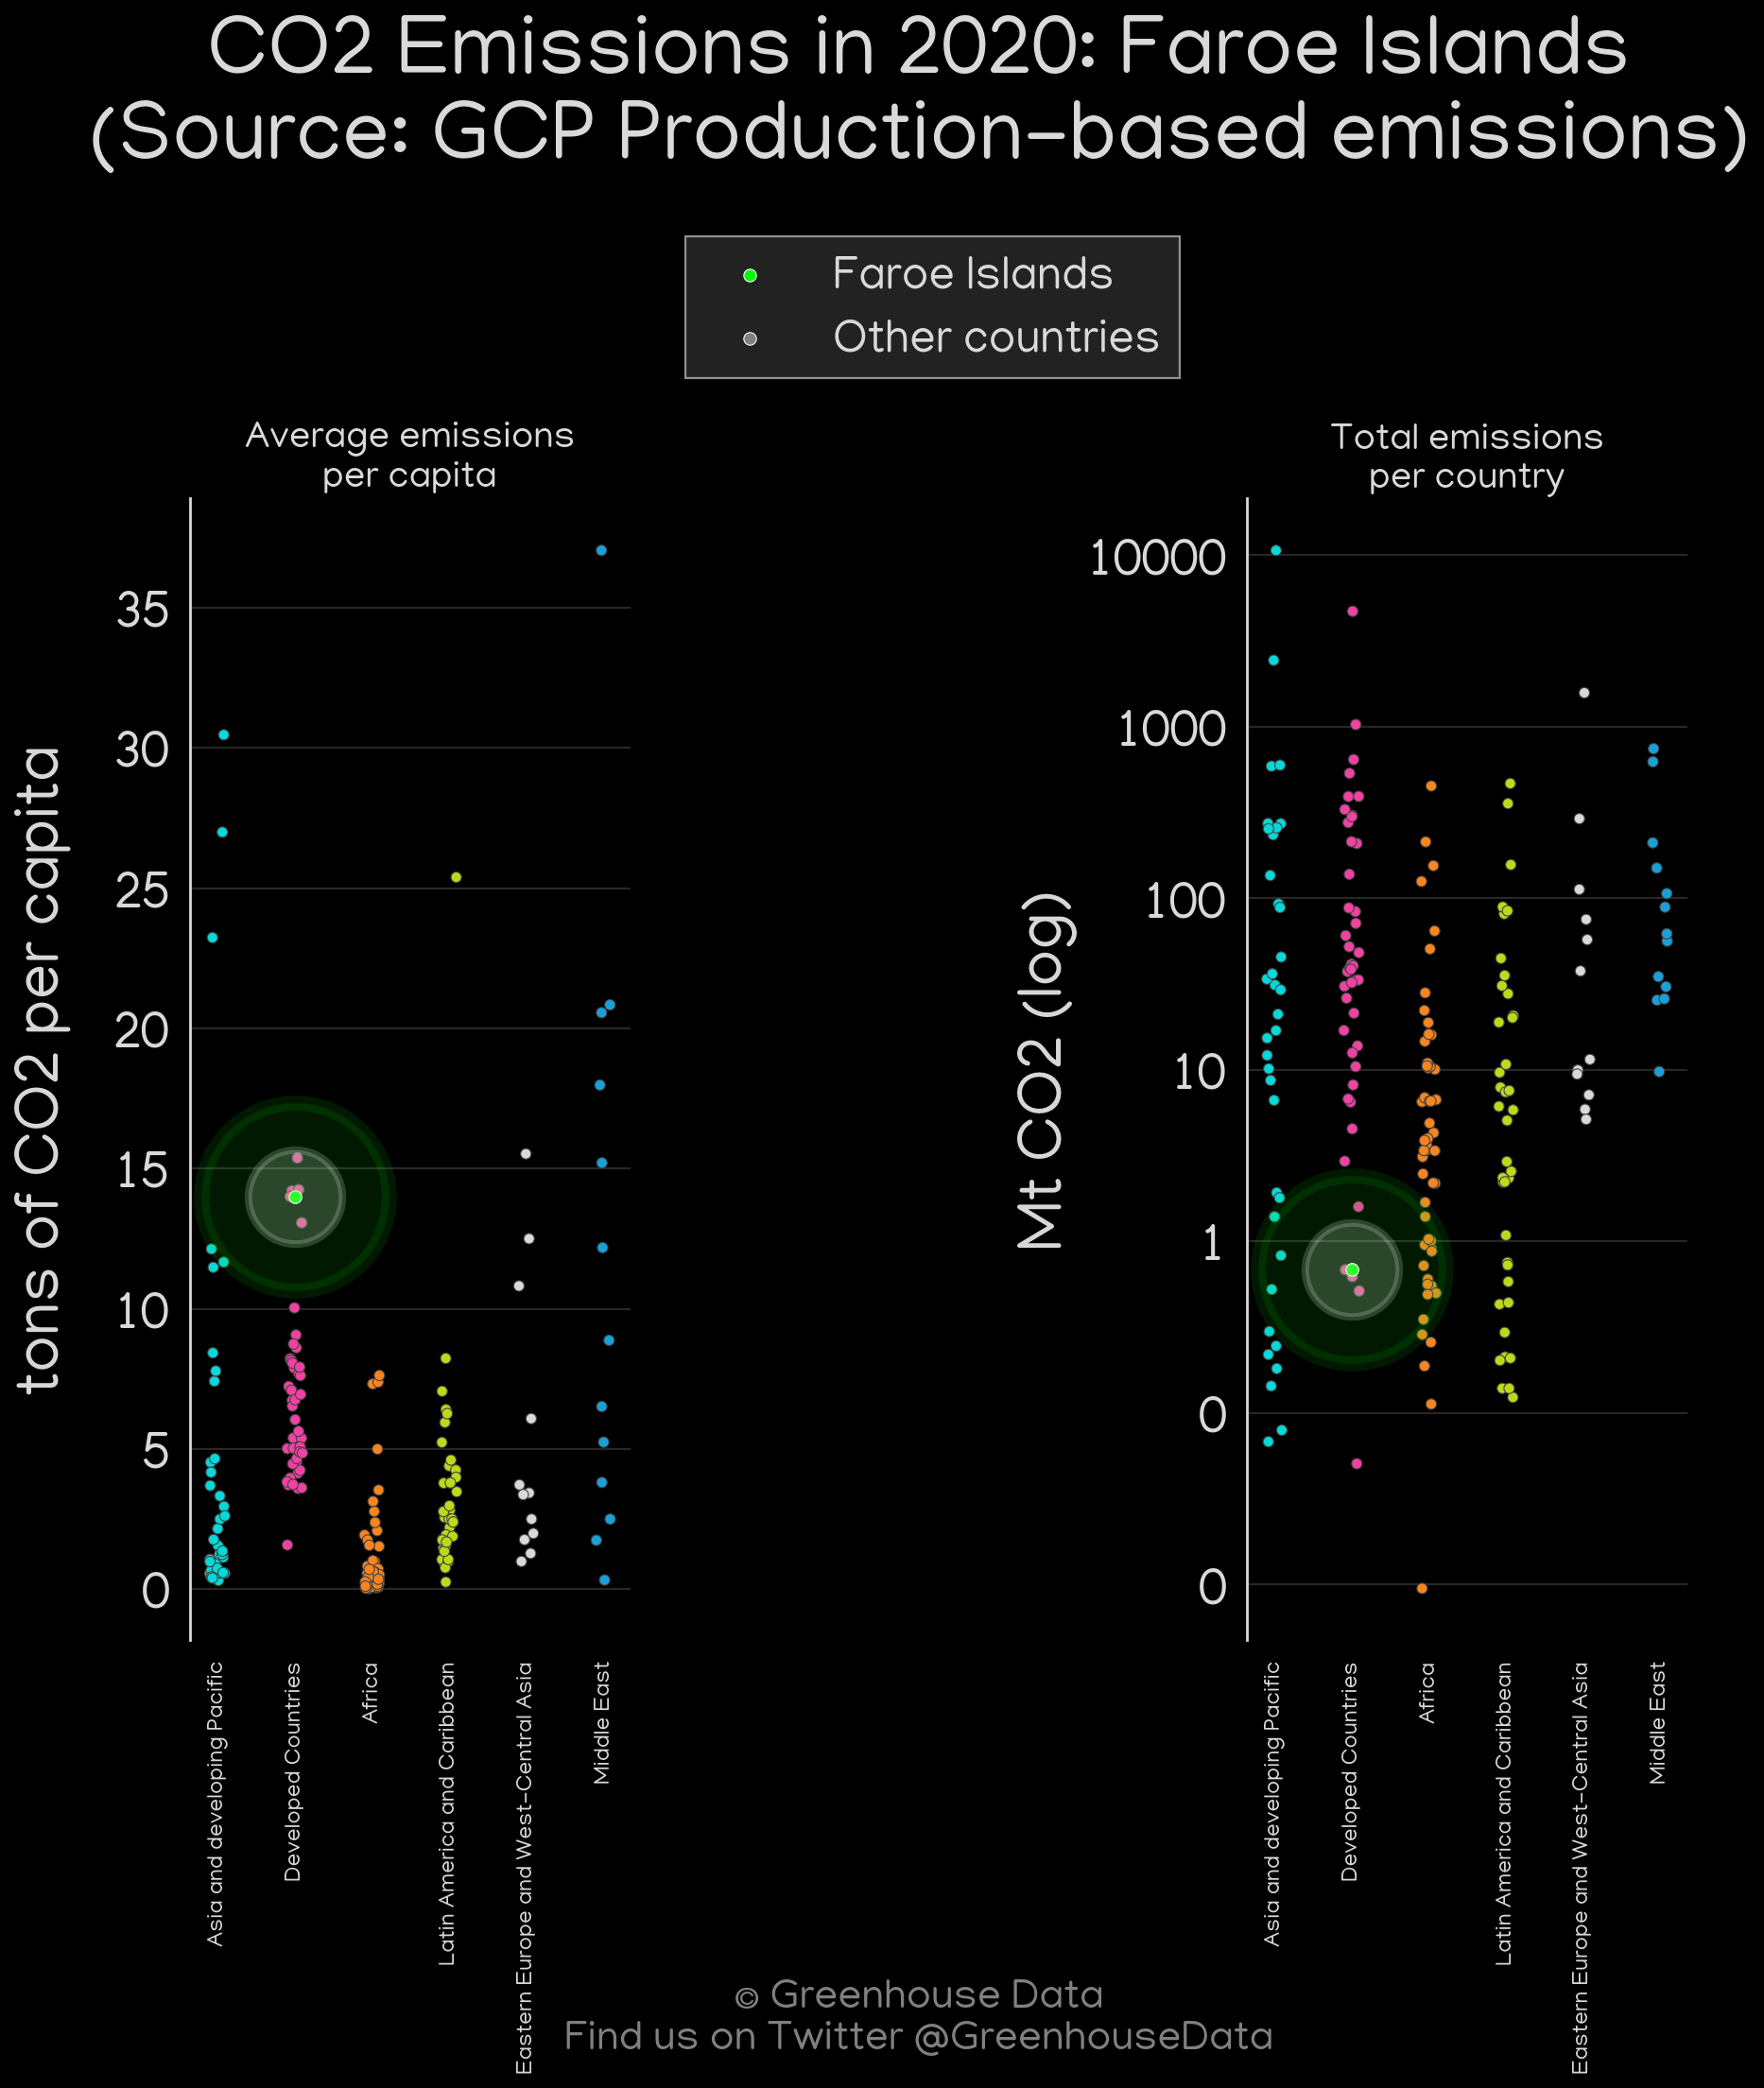 CO2 Emissions in 2020: Faroe Islands
(Source: GCP Production-based emissions)
Faroe Islands
Other countries
Average emissions
per capita
tons of CO2 per capita
35
30
25
20
15
10
5
0
Asia and developing Pacific
Developed Countries
Africa
Latin America and Caribbean
Eastern Europe and West-Central Asia
Middle East
Total emissions
per country
Mt CO2 (log)
10000
1000
100
10
1
0
0
Asia and developing Pacific
Developed Countries
Africa
Latin America and Caribbean
Eastern Europe and West-Central Asia
Middle East
© Greenhouse Data
Find us on Twitter @GreenhouseData